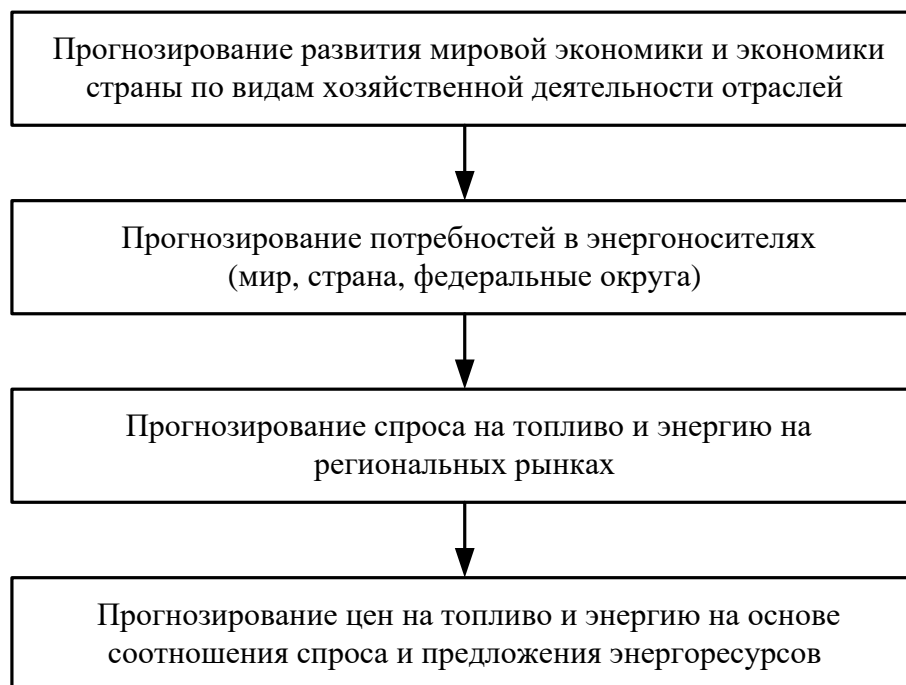 Прогнозирование развития мировой экономики и экономики
страны по видам хозяйственной деятельности отраслей
Прогнозирование потребностей в энергоносителях
(мир, страна, федеральные округа)
Прогнозирование спроса на топливо и энергию на
региональных рынках
Прогнозирование цен на топливо и энергию на основе
соотношения спроса и предложения энергоресурсов